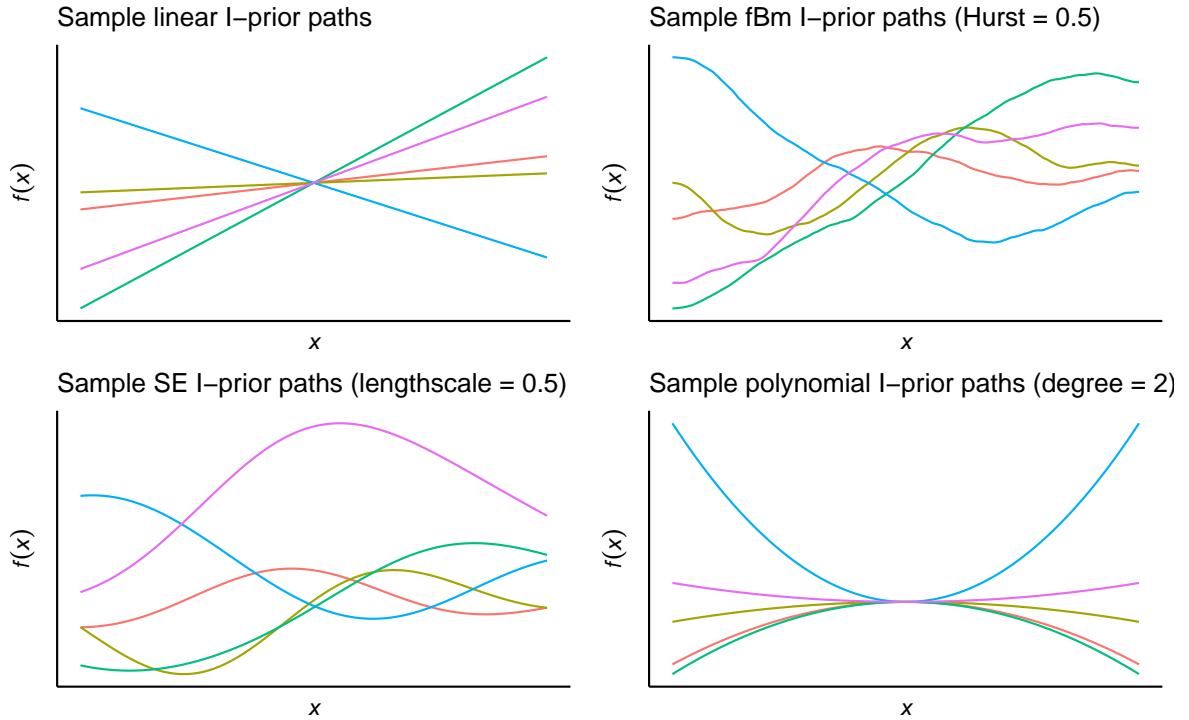 Sample linear I−prior paths
f(x)
x
Sample fBm I−prior paths (Hurst = 0.5)
f(x)
x
Sample SE I−prior paths (lengthscale = 0.5)
f(x)
x
Sample polynomial I−prior paths (degree = 2)
f(x)
x